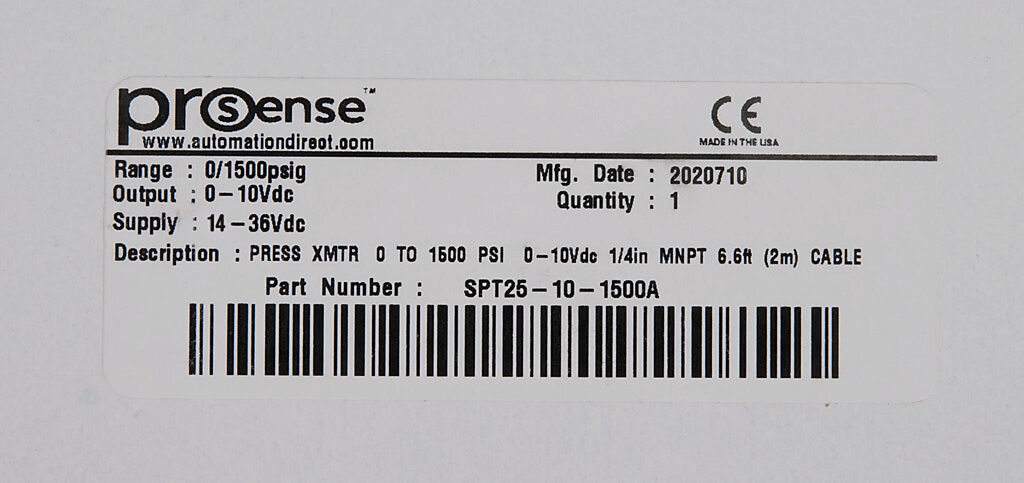 prosense™
www.automationdirect.com
CE
MADE IN THE USA
Range : 0/1500psig
Mfg. Date : 2020710
Output : 0-10Vdc
Quantity : 1
Supply : 14-36Vdc
Description : PRESS XMTR 0 TO 1500 PSI 0-10Vdc 1/4in MNPT 6.6ft (2m) CABLE
Part Number : SPT25-10-1500A